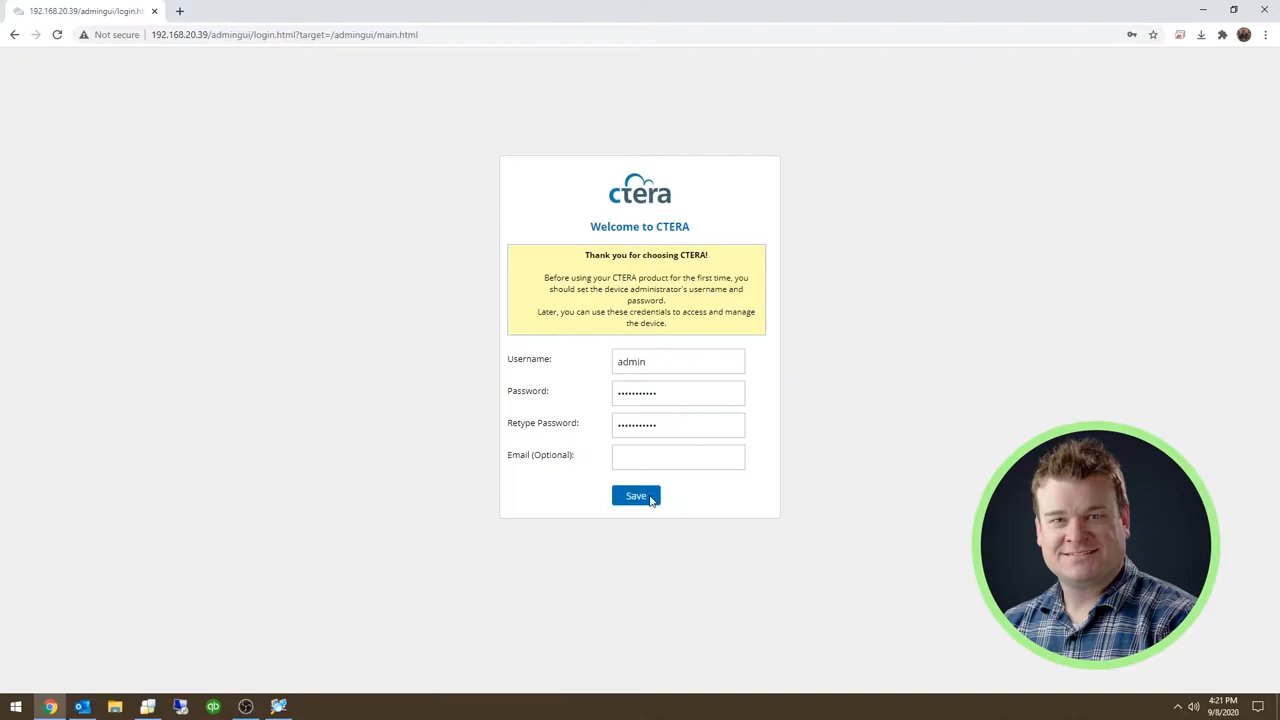 192.168.20.39/admingui/login.ht
Not secure
192.168.20.39/admingui/login.html?target=/admingui/main.html
ctera
Welcome to CTERA
Thank you for choosing CTERA!
Before using your CTERA product for the first time, you
should set the device administrator's username and
password.
Later, you can use these credentials to access and manage
the device.
Username:
admin
Password:
•••••••••••
Retype Password:
•••••••••••
Email (Optional):
Save
4:21 PM
9/8/2020